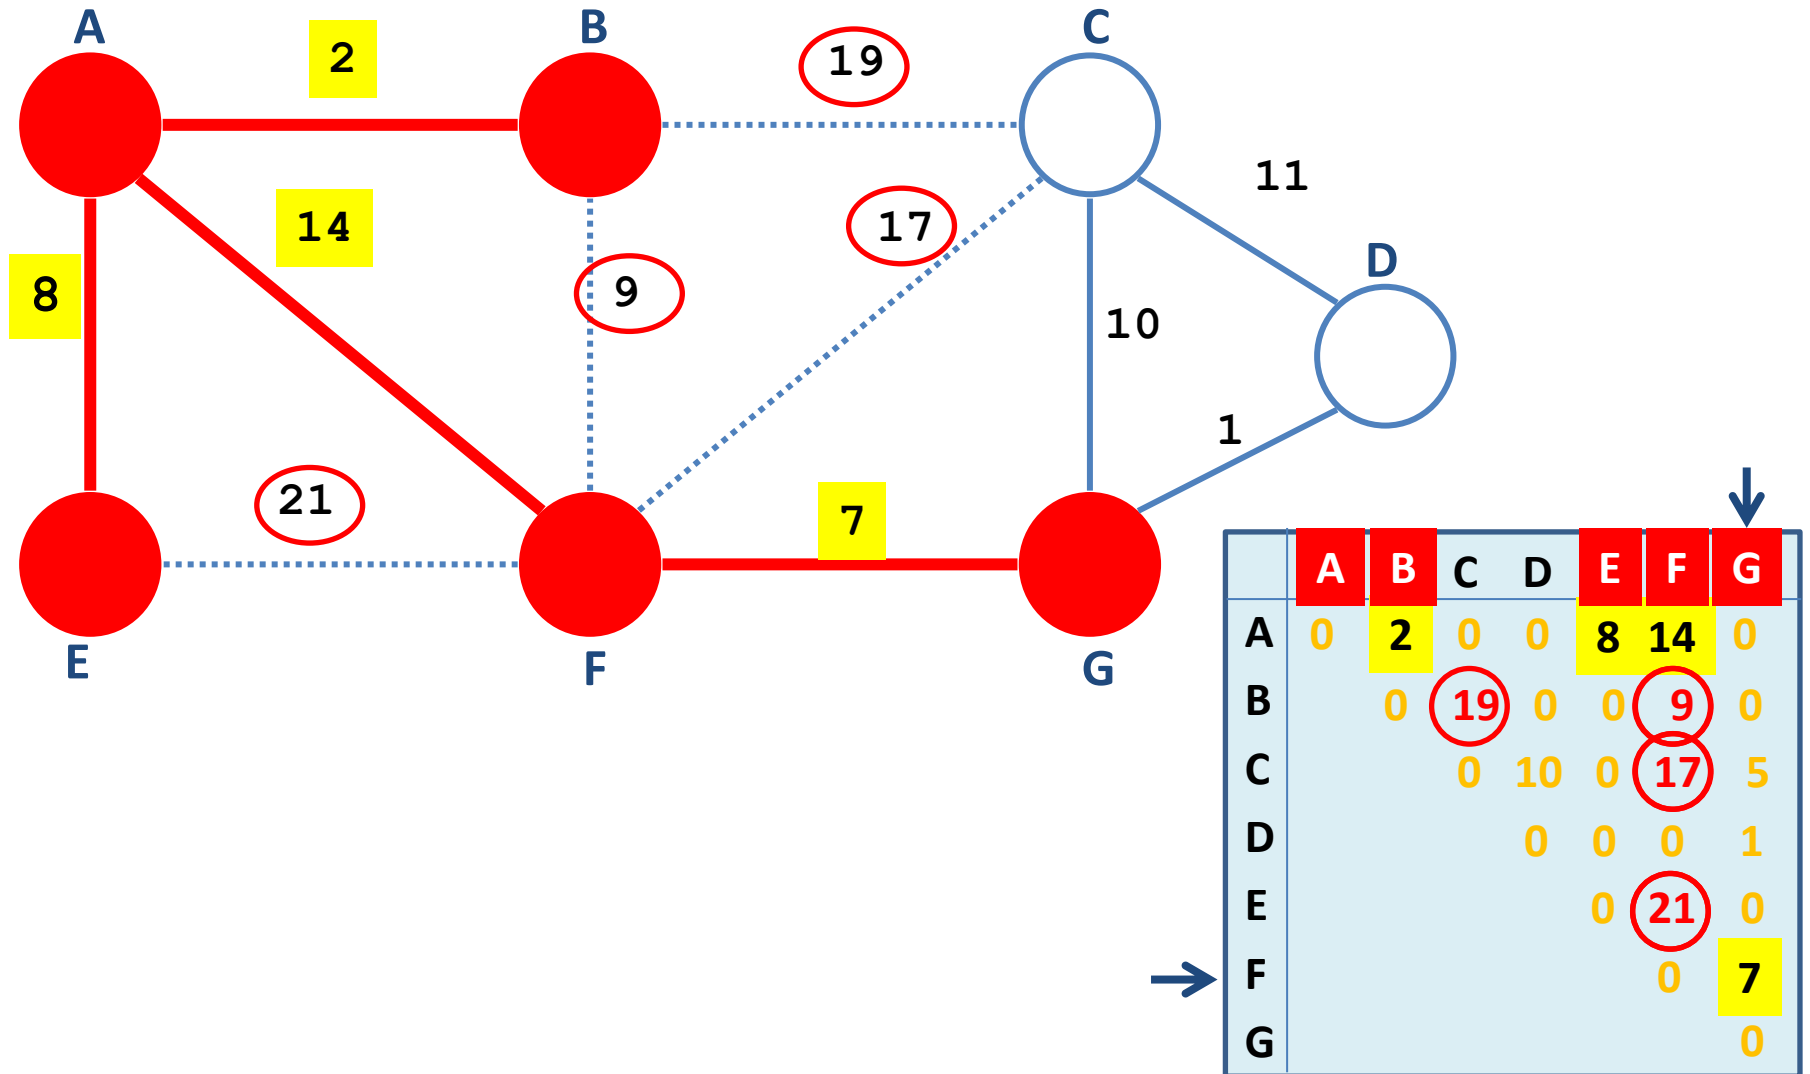 A B C
2 19
11
14 17
D
8 9
10
1
21 7
E F G
A B C D E F G
A 0 2 0 0 8 14 0
B 0 19 0 0 9 0
C 0 10 0 17 5
D 0 0 0 1
E 0 21 0
F 0 7
G 0